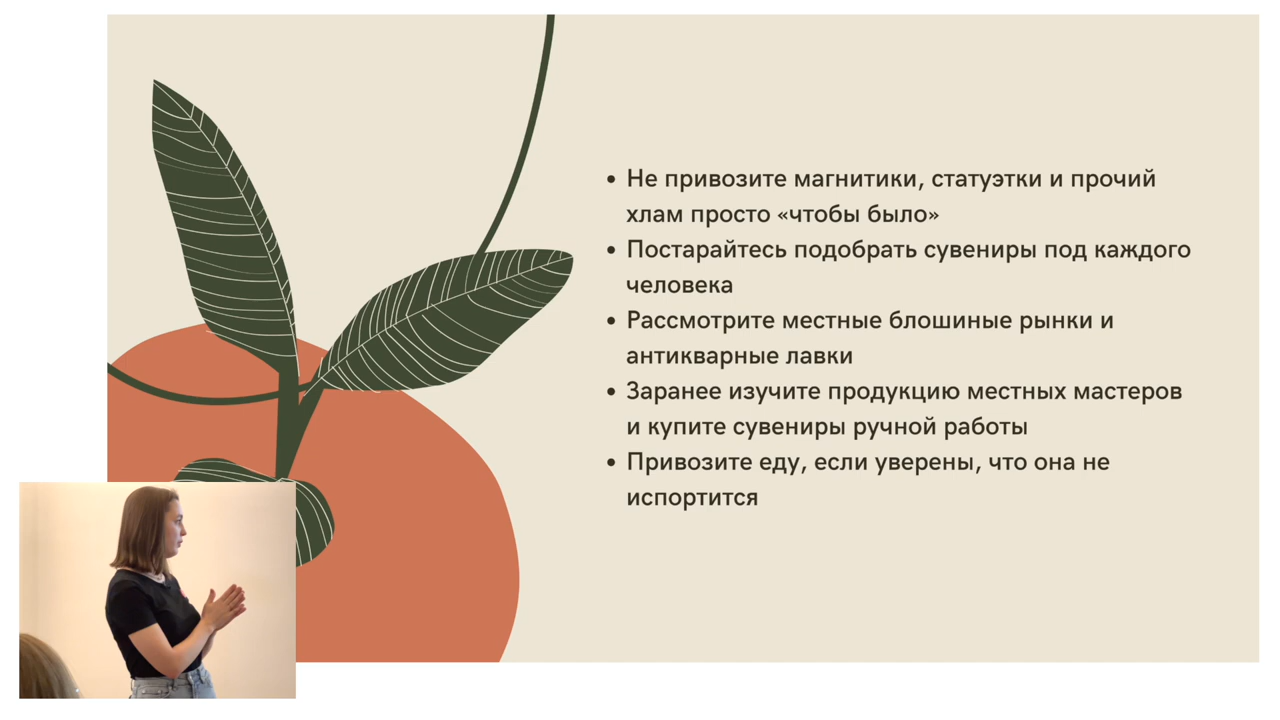 • Не привозите магнитики, статуэтки и прочий
хлам просто «чтобы было»
• Постарайтесь подобрать сувениры под каждого
человека
• Рассмотрите местные блошиные рынки и
антикварные лавки
• Заранее изучите продукцию местных мастеров
и купите сувениры ручной работы
• Привозите еду, если уверены, что она не
испортится